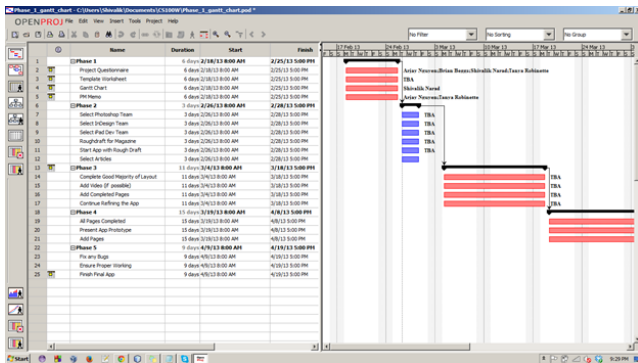 Phase_1_gantt_chart - C:\Users\Shivalik\Documents\CS100W\Phase_1_gantt_chart.pod *
OPENPROJ File Edit View Insert Tools Project Help
No Filter No Sorting No Group
Name Duration Start Finish
17 Feb 13 24 Feb 13 3 Mar 13 10 Mar 13 17 Mar 13 24 Mar 13
1 Phase 1 6 days 2/18/13 8:00 AM 2/25/13 5:00 PM
2 Project Questionnaire 6 days 2/18/13 8:00 AM 2/25/13 5:00 PM
3 Template Worksheet 6 days 2/18/13 8:00 AM 2/25/13 5:00 PM TBA
4 Gantt Chart 6 days 2/18/13 8:00 AM 2/25/13 5:00 PM Shivalik Narad
5 PM Memo 6 days 2/18/13 8:00 AM 2/25/13 5:00 PM
6 Phase 2 3 days 2/26/13 8:00 AM 2/28/13 5:00 PM
7 Select Photoshop Team 3 days 2/26/13 8:00 AM 2/28/13 5:00 PM TBA
8 Select InDesign Team 3 days 2/26/13 8:00 AM 2/28/13 5:00 PM TBA
9 Select iPad Dev Team 3 days 2/26/13 8:00 AM 2/28/13 5:00 PM TBA
10 Roughdraft for Magazine 3 days 2/26/13 8:00 AM 2/28/13 5:00 PM TBA
11 Start App with Rough Draft 3 days 2/26/13 8:00 AM 2/28/13 5:00 PM TBA
12 Select Articles 3 days 2/26/13 8:00 AM 2/28/13 5:00 PM TBA
13 Phase 3 11 days 3/4/13 8:00 AM 3/18/13 5:00 PM
14 Complete Good Majority of Layout 11 days 3/4/13 8:00 AM 3/18/13 5:00 PM TBA
15 Add Video (if possible) 11 days 3/4/13 8:00 AM 3/18/13 5:00 PM TBA
16 Add Completed Pages 11 days 3/4/13 8:00 AM 3/18/13 5:00 PM TBA
17 Continue Refining the App 11 days 3/4/13 8:00 AM 3/18/13 5:00 PM TBA
18 Phase 4 15 days 3/19/13 8:00 AM 4/8/13 5:00 PM
19 All Pages Completed 15 days 3/19/13 8:00 AM 4/8/13 5:00 PM
20 Present App Prototype 15 days 3/19/13 8:00 AM 4/8/13 5:00 PM
21 Add Pages 15 days 3/19/13 8:00 AM 4/8/13 5:00 PM
22 Phase 5 9 days 4/9/13 8:00 AM 4/19/13 5:00 PM
23 Fix any Bugs 9 days 4/9/13 8:00 AM 4/19/13 5:00 PM
24 Ensure Proper Working 9 days 4/9/13 8:00 AM 4/19/13 5:00 PM
25 Finish Final App 9 days 4/9/13 8:00 AM 4/19/13 5:00 PM
Start 9:29 PM